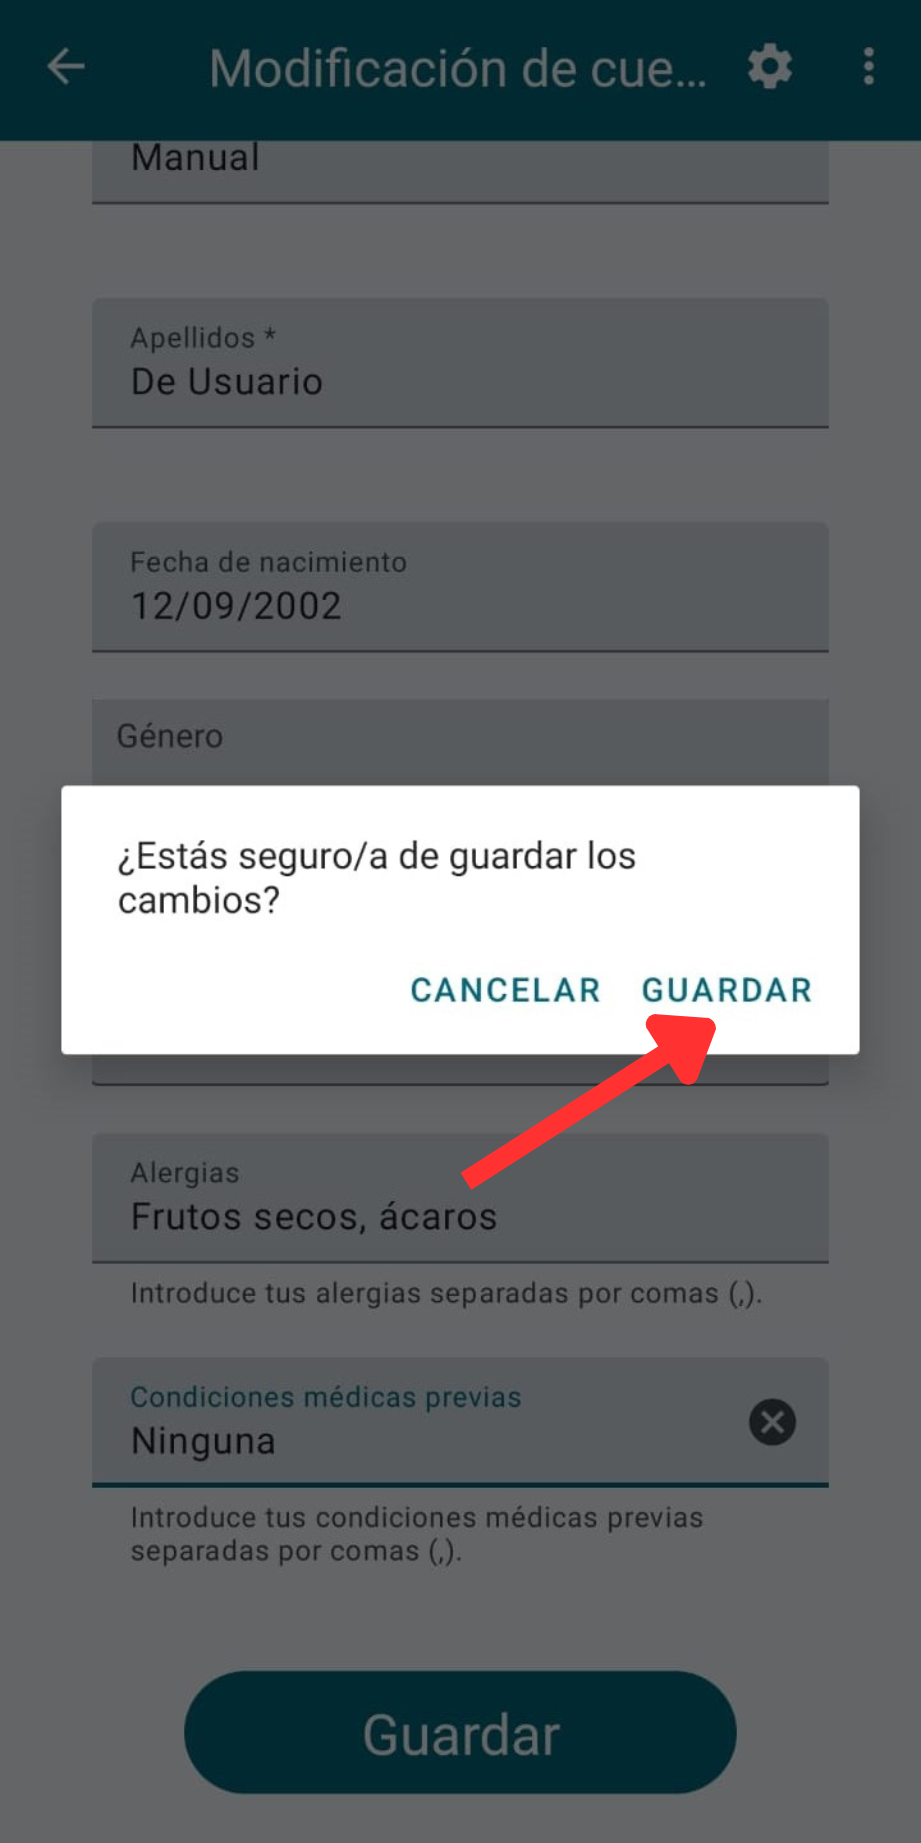 Modificación de cue...
Manual
Apellidos *
De Usuario
Fecha de nacimiento
12/09/2002
Género
¿Estás seguro/a de guardar los
cambios?
CANCELAR GUARDAR
Alergias
Frutos secos, ácaros
Introduce tus alergias separadas por comas (,).
Condiciones médicas previas
Ninguna
Introduce tus condiciones médicas previas
separadas por comas (,).
Guardar